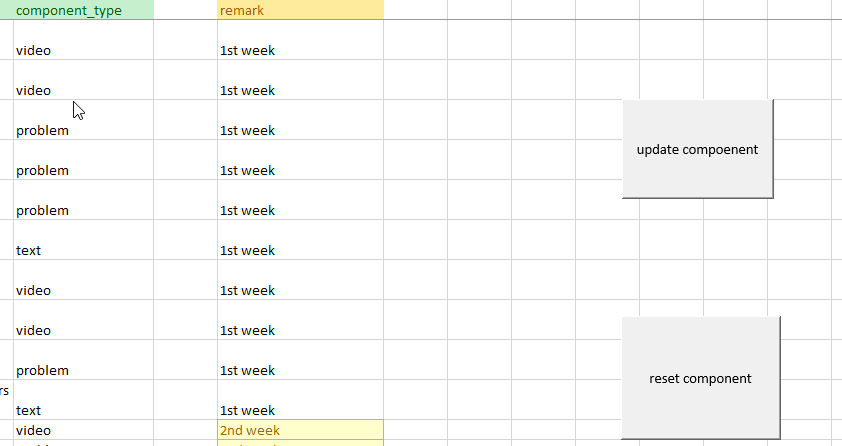 component_type remark
video 1st week
video 1st week
problem 1st week
update compoenent
problem 1st week
problem 1st week
text 1st week
video 1st week
video 1st week
problem 1st week
reset component
rs
text 1st week
video 2nd week